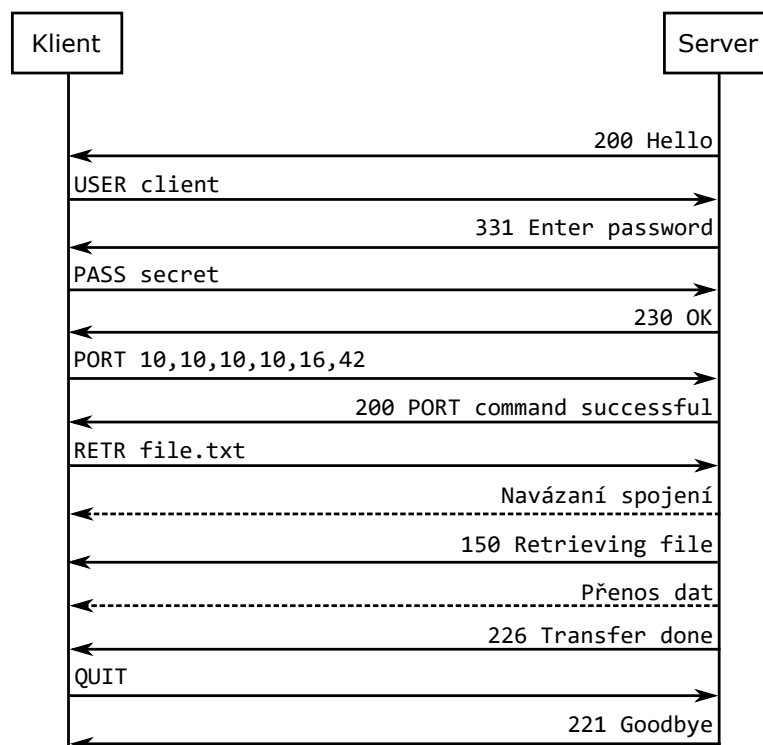 Klient
Server
200 Hello
USER client
331 Enter password
PASS secret
230 OK
PORT 10,10,10,10,16,42
200 PORT command successful
RETR file.txt
Navázaní spojení
150 Retrieving file
Přenos dat
226 Transfer done
QUIT
221 Goodbye